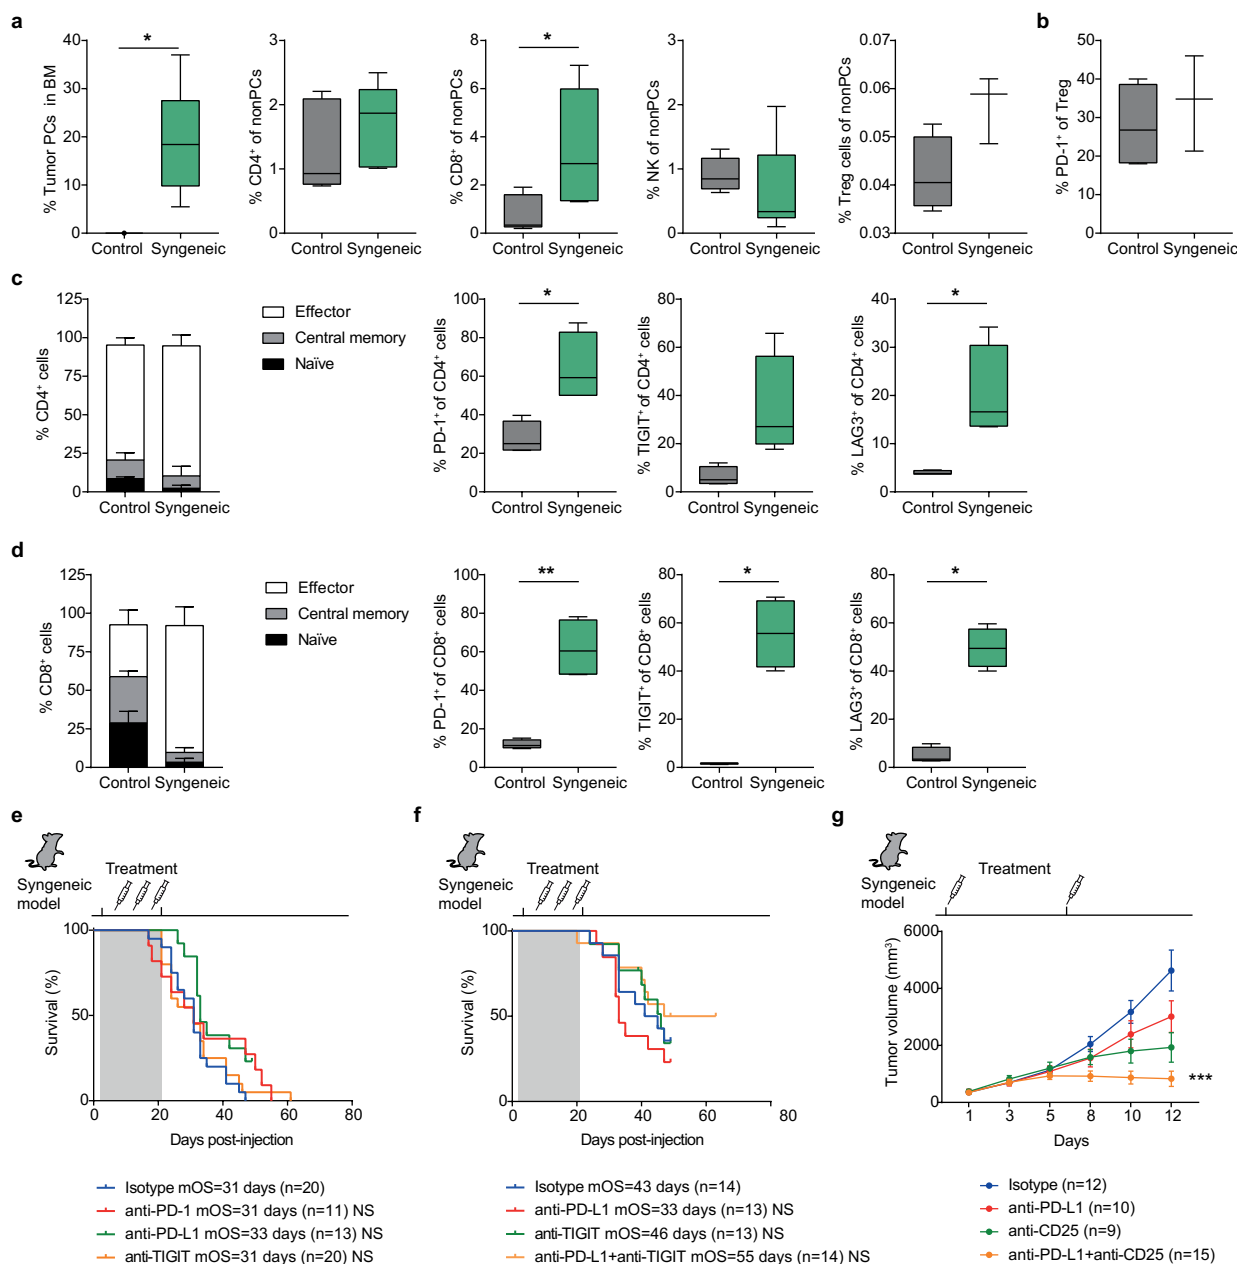 a
b
% Tumor PCs in BM
40
30
20
10
0
*
Control Syngeneic
% CD4⁺ of nonPCs
3
2
1
0
Control Syngeneic
% CD8⁺ of nonPCs
8
6
4
2
0
*
Control Syngeneic
% NK of nonPCs
3
2
1
0
Control Syngeneic
% Treg cells of nonPCs
0.07
0.06
0.05
0.04
0.03
Control Syngeneic
% PD-1⁺ of Treg
50
40
30
20
10
0
Control Syngeneic
c
% CD4⁺ cells
125
100
75
50
25
0
Control Syngeneic
Effector
Central memory
Naïve
% PD-1⁺ of CD4⁺ cells
100
80
60
40
20
0
*
Control Syngeneic
% TIGIT⁺ of CD4⁺ cells
80
60
40
20
0
Control Syngeneic
% LAG3⁺ of CD4⁺ cells
40
30
20
10
0
*
Control Syngeneic
d
% CD8⁺ cells
125
100
75
50
25
0
Control Syngeneic
Effector
Central memory
Naïve
% PD-1⁺ of CD8⁺ cells
100
80
60
40
20
0
**
Control Syngeneic
% TIGIT⁺ of CD8⁺ cells
80
60
40
20
0
*
Control Syngeneic
% LAG3⁺ of CD8⁺ cells
80
60
40
20
0
*
Control Syngeneic
e
Treatment
Syngeneic
model
Survival (%)
100
50
0
0 20 40 60 80
Days post-injection
Isotype mOS=31 days (n=20)
anti-PD-1 mOS=31 days (n=11) NS
anti-PD-L1 mOS=33 days (n=13) NS
anti-TIGIT mOS=31 days (n=20) NS
f
Treatment
Syngeneic
model
Survival (%)
100
50
0
0 20 40 60 80
Days post-injection
Isotype mOS=43 days (n=14)
anti-PD-L1 mOS=33 days (n=13) NS
anti-TIGIT mOS=46 days (n=13) NS
anti-PD-L1+anti-TIGIT mOS=55 days (n=14) NS
g
Treatment
Syngeneic
model
Tumor volume (mm³)
6000
4000
2000
0
***
1 3 5 8 10 12
Days
Isotype (n=12)
anti-PD-L1 (n=10)
anti-CD25 (n=9)
anti-PD-L1+anti-CD25 (n=15)